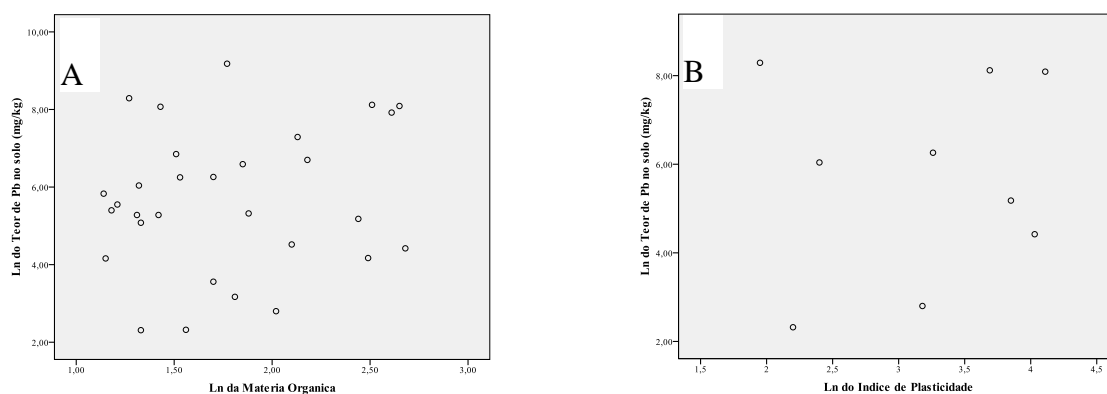 A
Ln do Teor de Pb no solo (mg/kg)
10,00
8,00
6,00
4,00
2,00
1,00 1,50 2,00 2,50 3,00
Ln da Materia Organica
B
Ln do Teor de Pb no solo (mg/kg)
8,00
6,00
4,00
2,00
1,5 2 2,5 3 3,5 4 4,5
Ln do Indice de Plasticidade